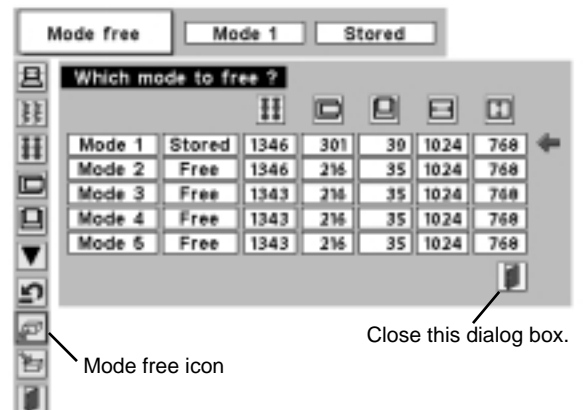 Mode free Mode 1 Stored
Which mode to free ?
Mode 1 Stored 1346 301 39 1024 768
Mode 2 Free 1346 216 35 1024 768
Mode 3 Free 1343 216 35 1024 768
Mode 4 Free 1343 216 35 1024 768
Mode 5 Free 1343 216 35 1024 768
Close this dialog box.
Mode free icon